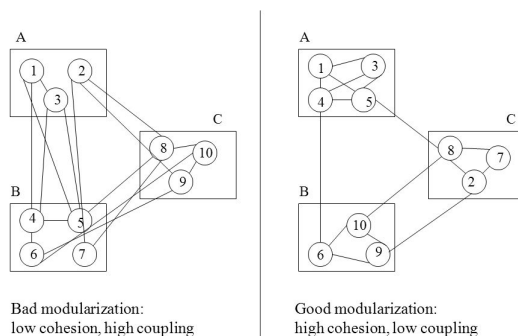 A
1
2
3
C
8
10
9
B
4
5
6
7
Bad modularization:
low cohesion, high coupling
A
1
3
4
5
C
8
7
2
B
10
6
9
Good modularization:
high cohesion, low coupling